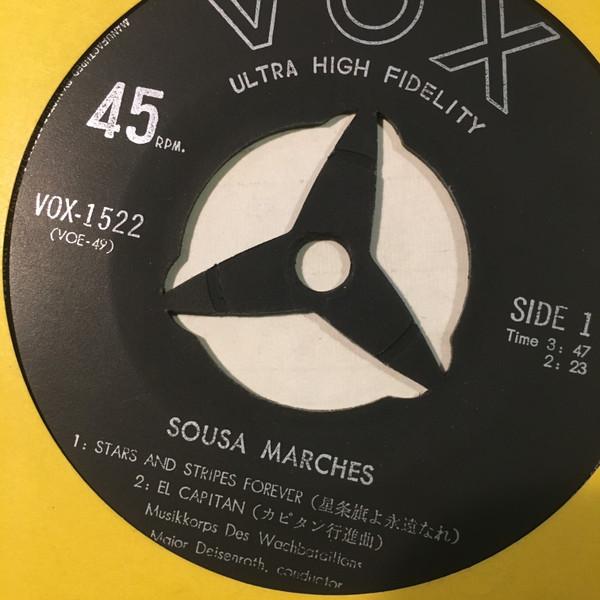 VOX
ULTRA HIGH FIDELITY
45 RPM.
VOX-1522
(VOE-49)
SIDE 1
Time 3: 47
2: 23
SOUSA MARCHES
1: STARS AND STRIPES FOREVER (星条旗よ永遠なれ)
2: EL CAPITAN (カピタン行進曲)
Musikkorps Des Wachbataillons
Major Deisenroth, conductor
MANUFACTURED BY